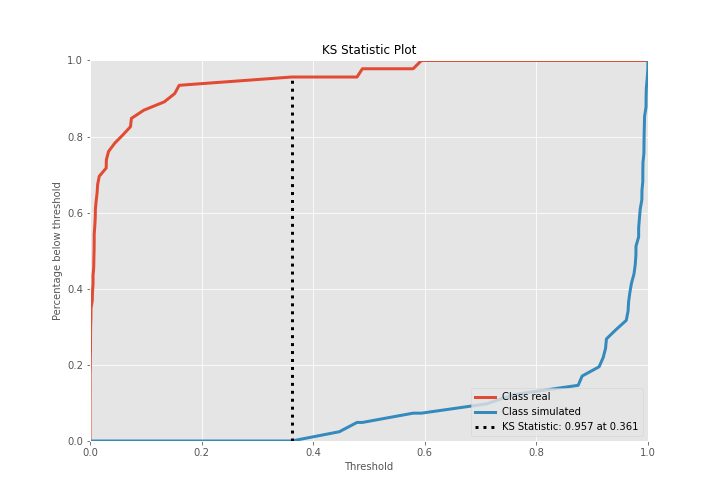 KS Statistic Plot
1.0
0.8
0.6
0.4
0.2
0.0
Percentage below threshold
0.0 0.2 0.4 0.6 0.8 1.0
Threshold
Class real
Class simulated
KS Statistic: 0.957 at 0.361